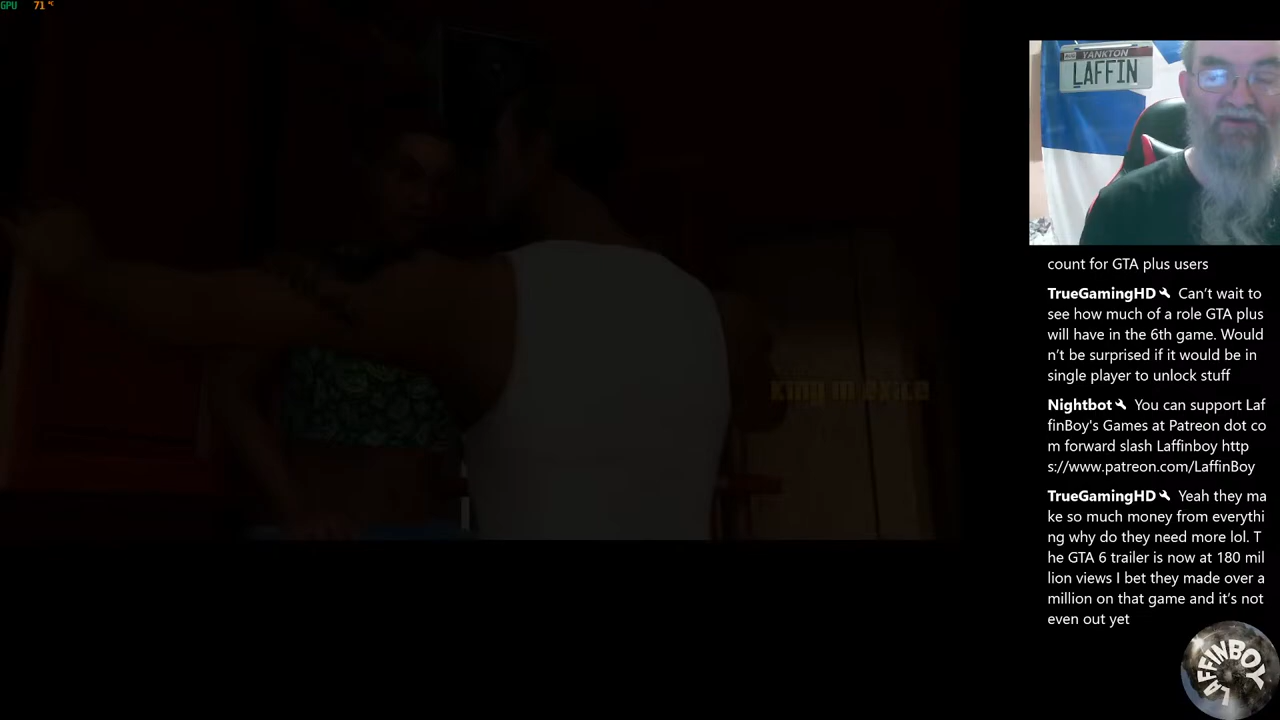 GPU 71 °C
YANKTON
LAFFIN
count for GTA plus users
TrueGamingHD Can't wait to
see how much of a role GTA plus
will have in the 6th game. Would
n't be surprised if it would be in
single player to unlock stuff
Nightbot You can support Laf
finBoy's Games at Patreon dot co
m forward slash Laffinboy http
s://www.patreon.com/LaffinBoy
TrueGamingHD Yeah they ma
ke so much money from everythi
ng why do they need more lol. T
he GTA 6 trailer is now at 180 mil
lion views I bet they made over a
million on that game and it's not
even out yet
LAFFINBOY